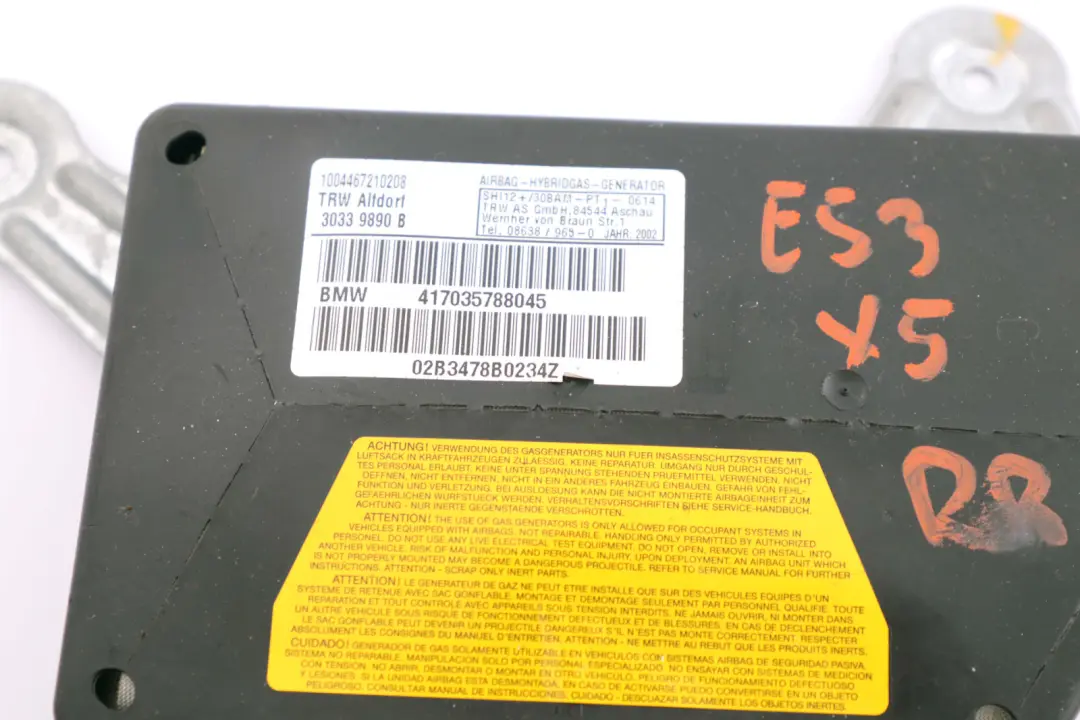 1004467210208
TRW Altdorf
3033 9890 B
AIRBAG-HYBRIDGAS-GENERATOR
SHI12+/30BAM-PT1- 0614
TRW AS GmbH, 84544 Aschau
Wernher von Braun Str.1
Tel. 08638 / 965-0 JAHR: 2002
BMW 417035788045
02B3478B0234Z
E53
X5
ACHTUNG! VERWENDUNG DES GASGENERATORS NUR FUER INSASSENSCHUTZSYSTEME MIT
LUFTSACK IN KRAFTFAHRZEUGEN ZULAESSIG. KEINE REPARATUR. UMGANG NUR DURCH GESCHUL-
TES PERSONAL ERLAUBT. KEINE UNTER SPANNUNG STEHENDEN PRUEFMITTEL VERWENDEN. NICHT
OEFFNEN, NICHT ENTFERNEN, NICHT IN EIN ANDERES FAHRZEUG EINBAUEN. GEFAHR VON FEHL-
FUNKTION UND VERLETZUNG. BEI AUSLOESUNG KANN DIE NICHT MONTIERTE AIRBAGEINHEIT ZUM
GEFAEHRLICHEN WURFSTUECK WERDEN. VERHALTENSVORSCHRIFTEN SIEHE SERVICE-HANDBUCH.
ACHTUNG - NUR INERTE GEGENSTAENDE VERSCHROTTEN.
ATTENTION! THE USE OF GAS GENERATORS IS ONLY ALLOWED FOR OCCUPANT SYSTEMS IN
VEHICLES EQUIPPED WITH AIRBAGS. NOT REPAIRABLE. HANDLING ONLY PERMITTED BY AUTHORIZED
PERSONEL. DO NOT USE ANY LIVE ELECTRICAL TEST EQUIPMENT. DO NOT OPEN, REMOVE OR INSTALL INTO
ANOTHER VEHICLE. RISK OF MALFUNCTION AND PERSONAL INJURY. UPON DEPLOYMENT, AN AIRBAG UNIT WHICH
IS NOT PROPERLY MOUNTED MAY BECOME A DANGEROUS PROJECTILE. REFER TO SERVICE MANUAL FOR FURTHER
INSTRUCTIONS. ATTENTION - SCRAP ONLY INERT PARTS.
ATTENTION! LE GENERATEUR DE GAZ NE PEUT ETRE INSTALLE QUE SUR DES VEHICULES EQUIPES D'UN
SYSTEME DE RETENUE AVEC SAC GONFLABLE. MONTAGE ET DEMONTAGE SEULEMENT PAR PERSONNEL QUALIFIE. TOUTE
REPARATION ET TOUT CONTROLE AVEC APPAREILS SOUS TENSION INTERDITS. NE JAMAIS OUVRIR, NI MONTER DANS
UN AUTRE VEHICULE SOUS RISQUE DE FONCTIONNEMENT DEFECTUEUX ET DE BLESSURES. EN CAS DE DECLENCHEMENT
LE SAC GONFLABLE PEUT DEVENIR UN PROJECTILE DANGEREUX S'IL N'EST PAS MONTE CORRECTEMENT. RESPECTER
ABSOLUMENT LES CONSIGNES DU MANUEL D'ENTRETIEN. ATTENTION - NE METTRE AU REBUT QUE LES PRODUITS INERTS.
CUIDADO! GENERADOR DE GAS SOLAMENTE UTILIZABLE EN VEHICULOS CON SISTEMAS AIRBAG DE SEGURIDAD PASIVA.
SISTEMA NO REPARABLE. MANIPULACION SOLO POR PERSONAL ESPECIALIZADO. NO ENSAYAR CON SISTEMAS DE MEDICION
CON TENSION. NO ABRIR, DESMONTAR O MONTAR EN OTRO VEHICULO. PELIGRO DE FUNCIONAMIENTO DEFECTUOSO
Y LESIONES. SI LA UNIDAD AIRBAG ESTA DESMONTADA, EN CASO DE ACTIVARSE PUEDO CONVERTIRSE EN UN OBJETO
PELIGROSO. CONSULTAR MANUAL DE INSTRUCCIONES. CUIDADO - DESGUAZAR SOLAMENTE LOS OBJETOS INERTES.